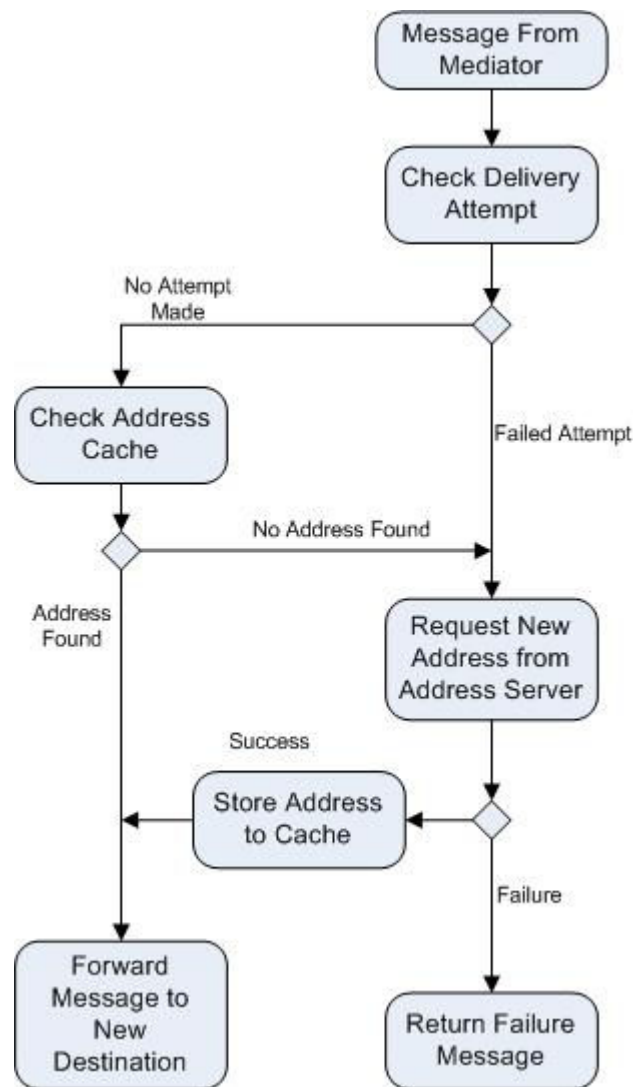 Message From
Mediator
Check Delivery
Attempt
No Attempt
Made
Check Address
Cache
Failed Attempt
No Address Found
Address
Found
Request New
Address from
Address Server
Success
Store Address
to Cache
Failure
Forward
Message to
New
Destination
Return Failure
Message